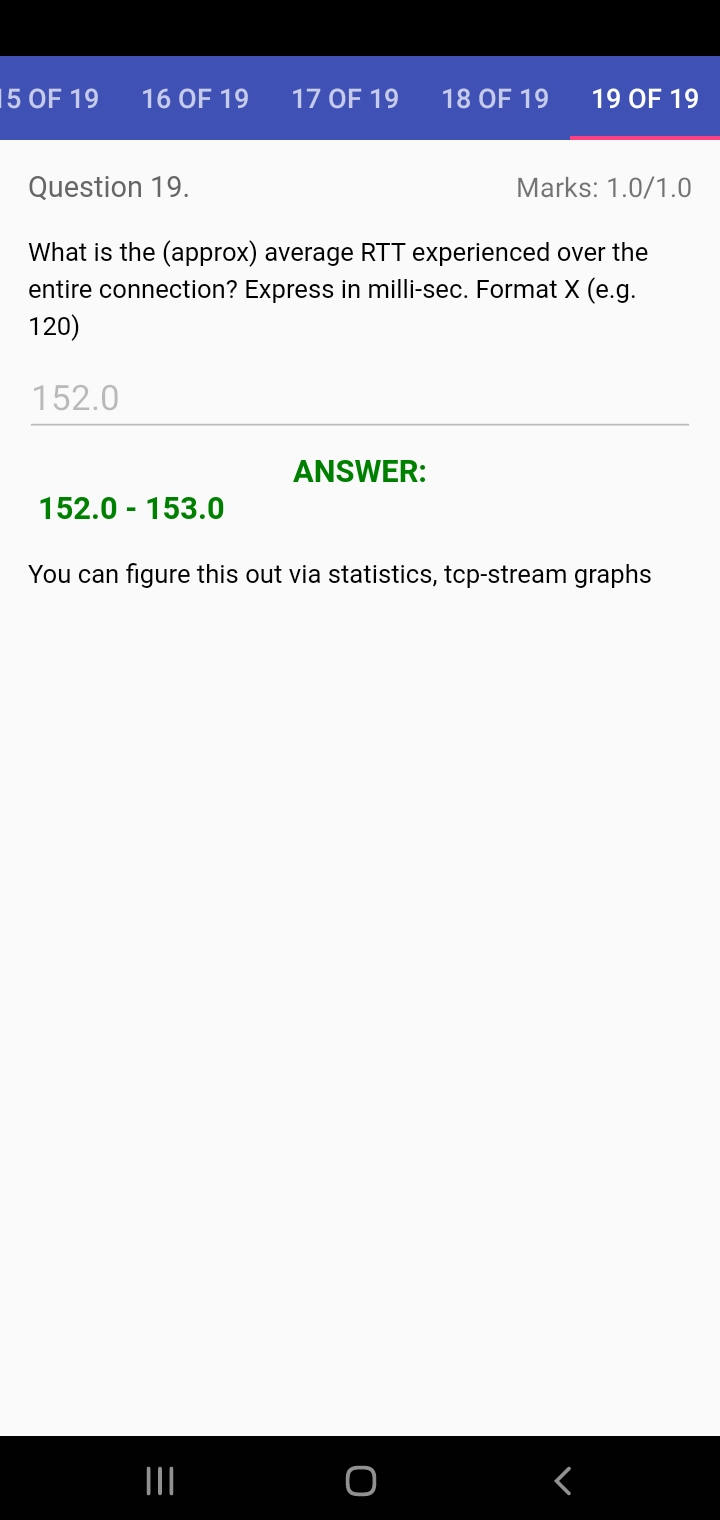 15 OF 19 16 OF 19 17 OF 19 18 OF 19 19 OF 19
Question 19. Marks: 1.0/1.0
What is the (approx) average RTT experienced over the
entire connection? Express in milli-sec. Format X (e.g.
120)
152.0
ANSWER:
152.0 - 153.0
You can figure this out via statistics, tcp-stream graphs